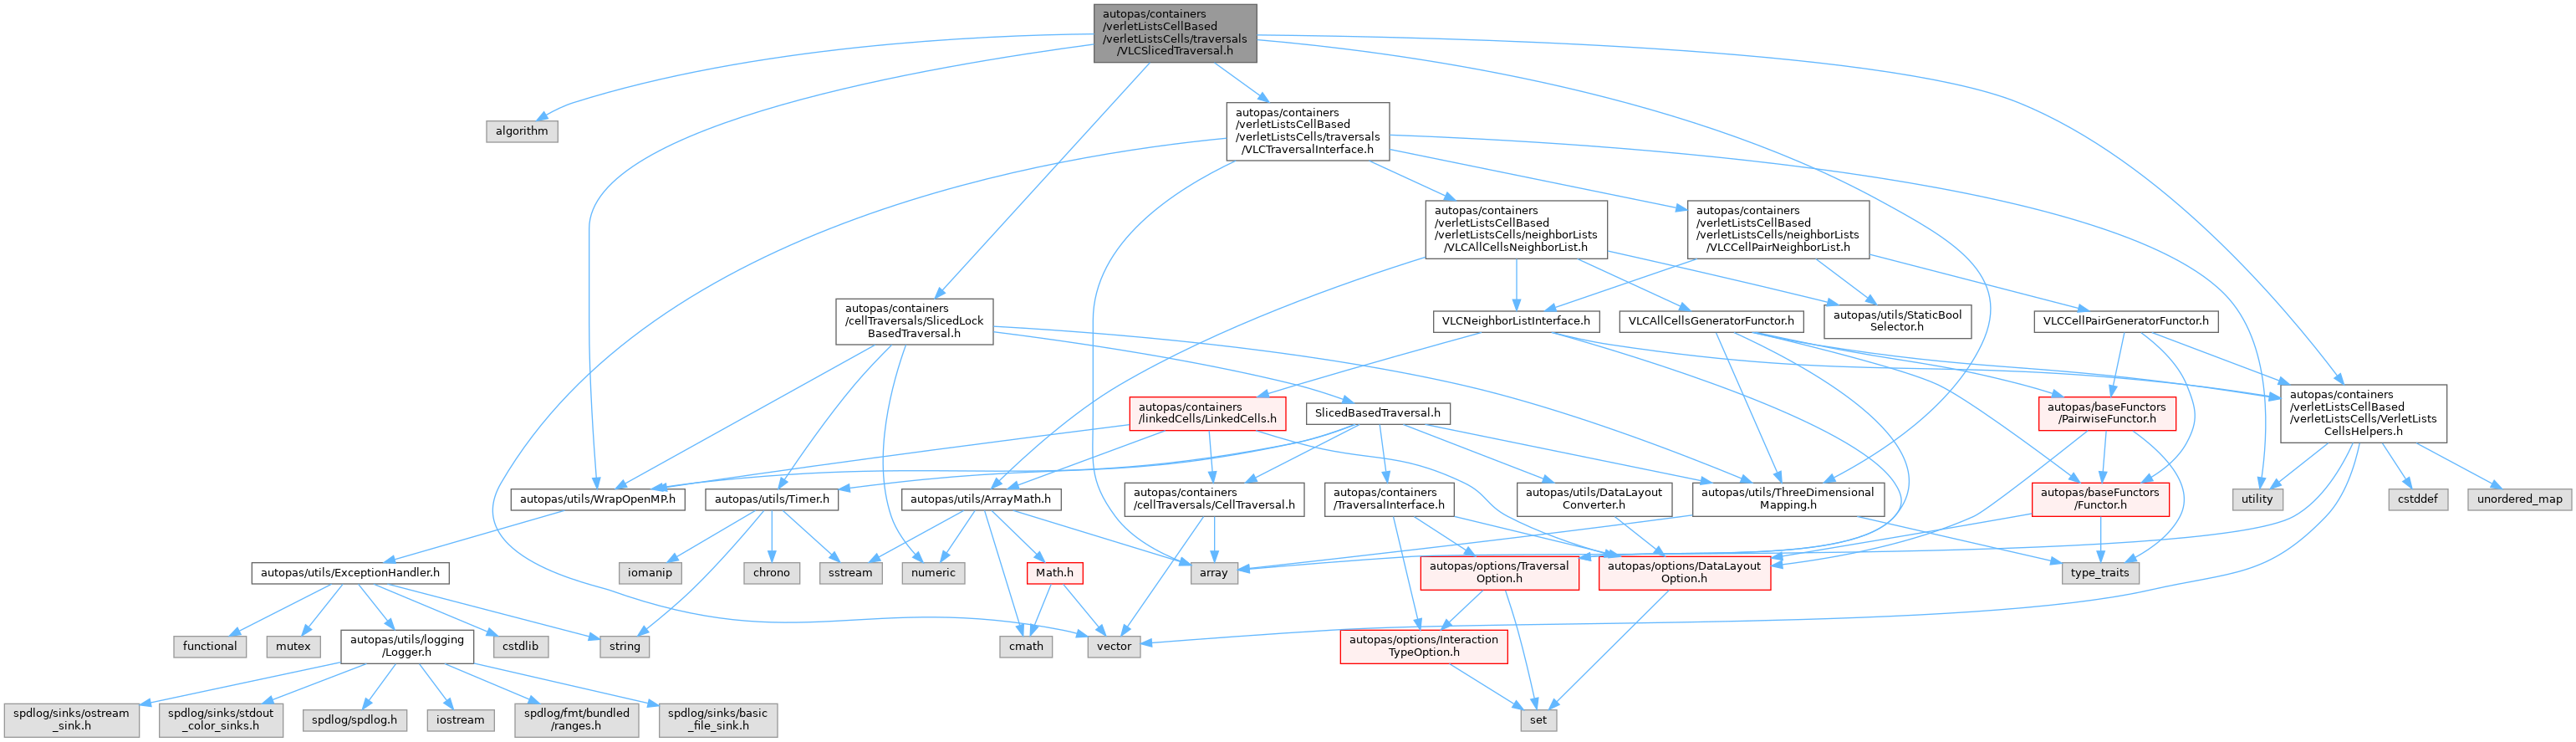 autopas/containers
/verletListsCellBased
/verletListsCells/traversals
/VLCSlicedTraversal.h
algorithm
autopas/containers
/verletListsCellBased
/verletListsCells/traversals
/VLCTraversalInterface.h
autopas/containers
/verletListsCellBased
/verletListsCells/neighborLists
/VLCAllCellsNeighborList.h
autopas/containers
/verletListsCellBased
/verletListsCells/neighborLists
/VLCCellPairNeighborList.h
autopas/containers
/cellTraversals/SlicedLock
BasedTraversal.h
VLCNeighborListInterface.h
VLCAllCellsGeneratorFunctor.h
autopas/utils/StaticBool
Selector.h
VLCCellPairGeneratorFunctor.h
autopas/containers
/linkedCells/LinkedCells.h
SlicedBasedTraversal.h
autopas/baseFunctors
/PairwiseFunctor.h
autopas/containers
/verletListsCellBased
/verletListsCells/VerletLists
CellsHelpers.h
autopas/utils/WrapOpenMP.h
autopas/utils/Timer.h
autopas/utils/ArrayMath.h
autopas/containers
/cellTraversals/CellTraversal.h
autopas/containers
/TraversalInterface.h
autopas/utils/DataLayout
Converter.h
autopas/utils/ThreeDimensional
Mapping.h
autopas/baseFunctors
/Functor.h
utility
cstddef
unordered_map
autopas/utils/ExceptionHandler.h
iomanip
chrono
sstream
numeric
Math.h
array
autopas/options/Traversal
Option.h
autopas/options/DataLayout
Option.h
type_traits
functional
mutex
autopas/utils/logging
/Logger.h
cstdlib
string
cmath
vector
autopas/options/Interaction
TypeOption.h
spdlog/sinks/ostream
_sink.h
spdlog/sinks/stdout
_color_sinks.h
spdlog/spdlog.h
iostream
spdlog/fmt/bundled
/ranges.h
spdlog/sinks/basic
_file_sink.h
set